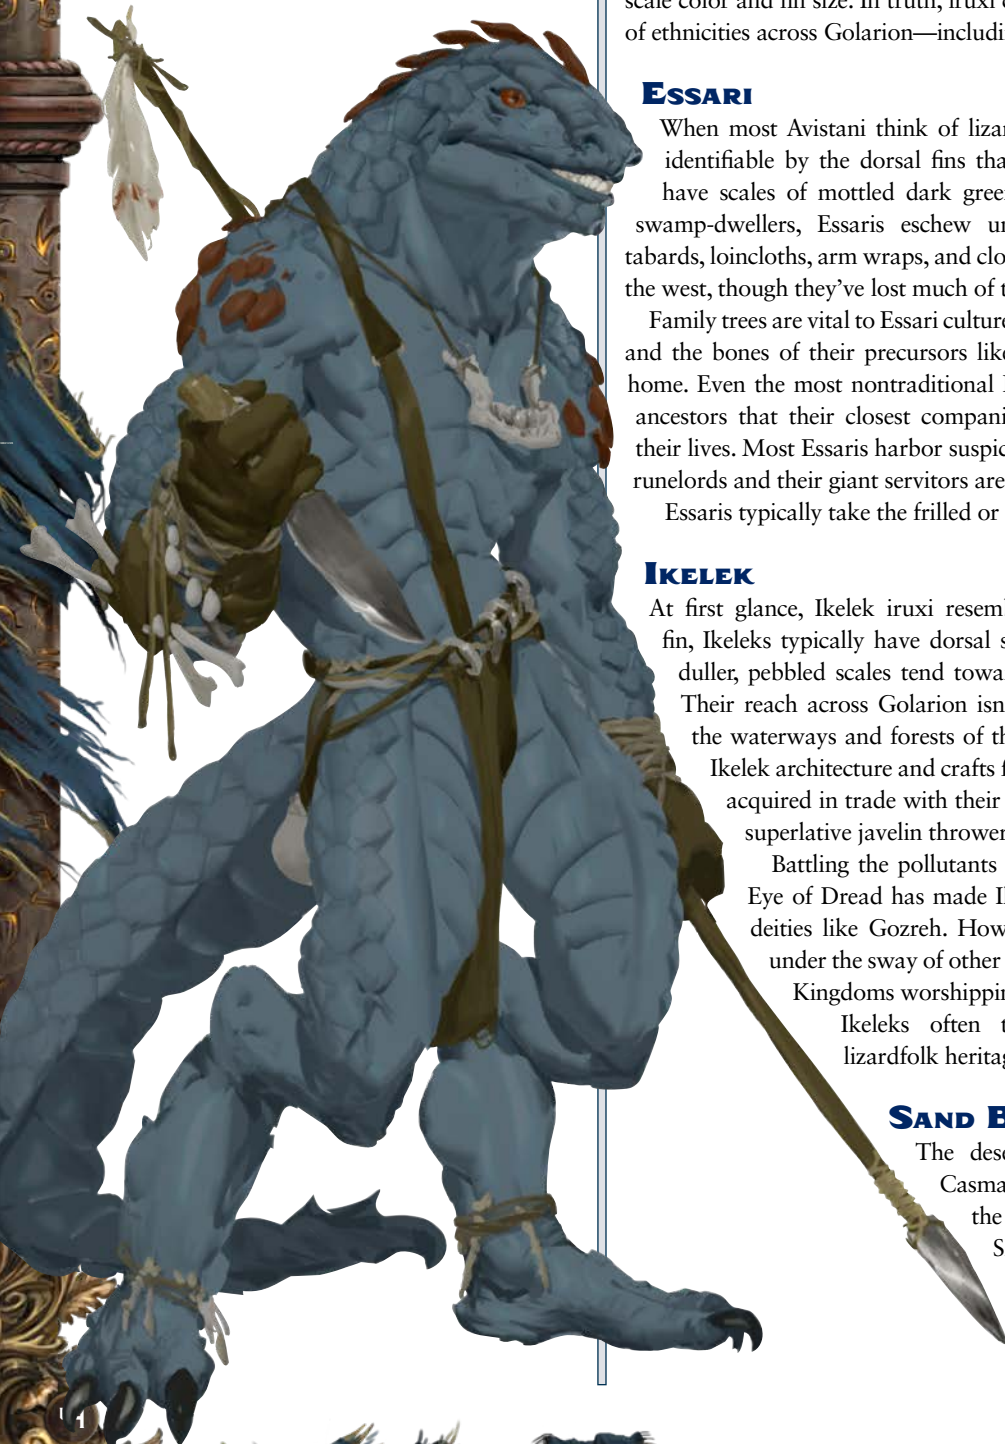 scale color and fin size. In truth, iruxi
of ethnicities across Golarion—includi
Essari
When most Avistani think of liza
identifiable by the dorsal fins tha
have scales of mottled dark gree
swamp-dwellers, Essaris eschew u
tabards, loincloths, arm wraps, and clo
the west, though they’ve lost much of t
Family trees are vital to Essari culture
and the bones of their precursors like
home. Even the most nontraditional
ancestors that their closest compani
their lives. Most Essaris harbor suspic
runelords and their giant servitors are
Essaris typically take the frilled or
Ikelek
At first glance, Ikelek iruxi resem
fin, Ikeleks typically have dorsal s
duller, pebbled scales tend towa
Their reach across Golarion isn
the waterways and forests of th
Ikelek architecture and crafts f
acquired in trade with their
superlative javelin thrower
Battling the pollutants
Eye of Dread has made I
deities like Gozreh. How
under the sway of other
Kingdoms worshippin
Ikeleks often t
lizardfolk heritag
Sand
The dese
Casma
the
S